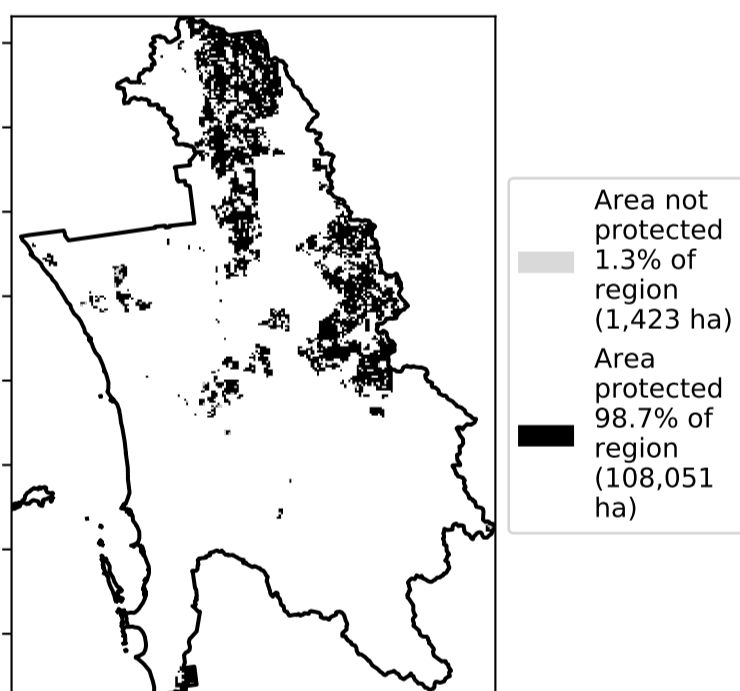 Area not
protected
1.3% of
region
(1,423 ha)
Area
protected
98.7% of
region
(108,051
ha)